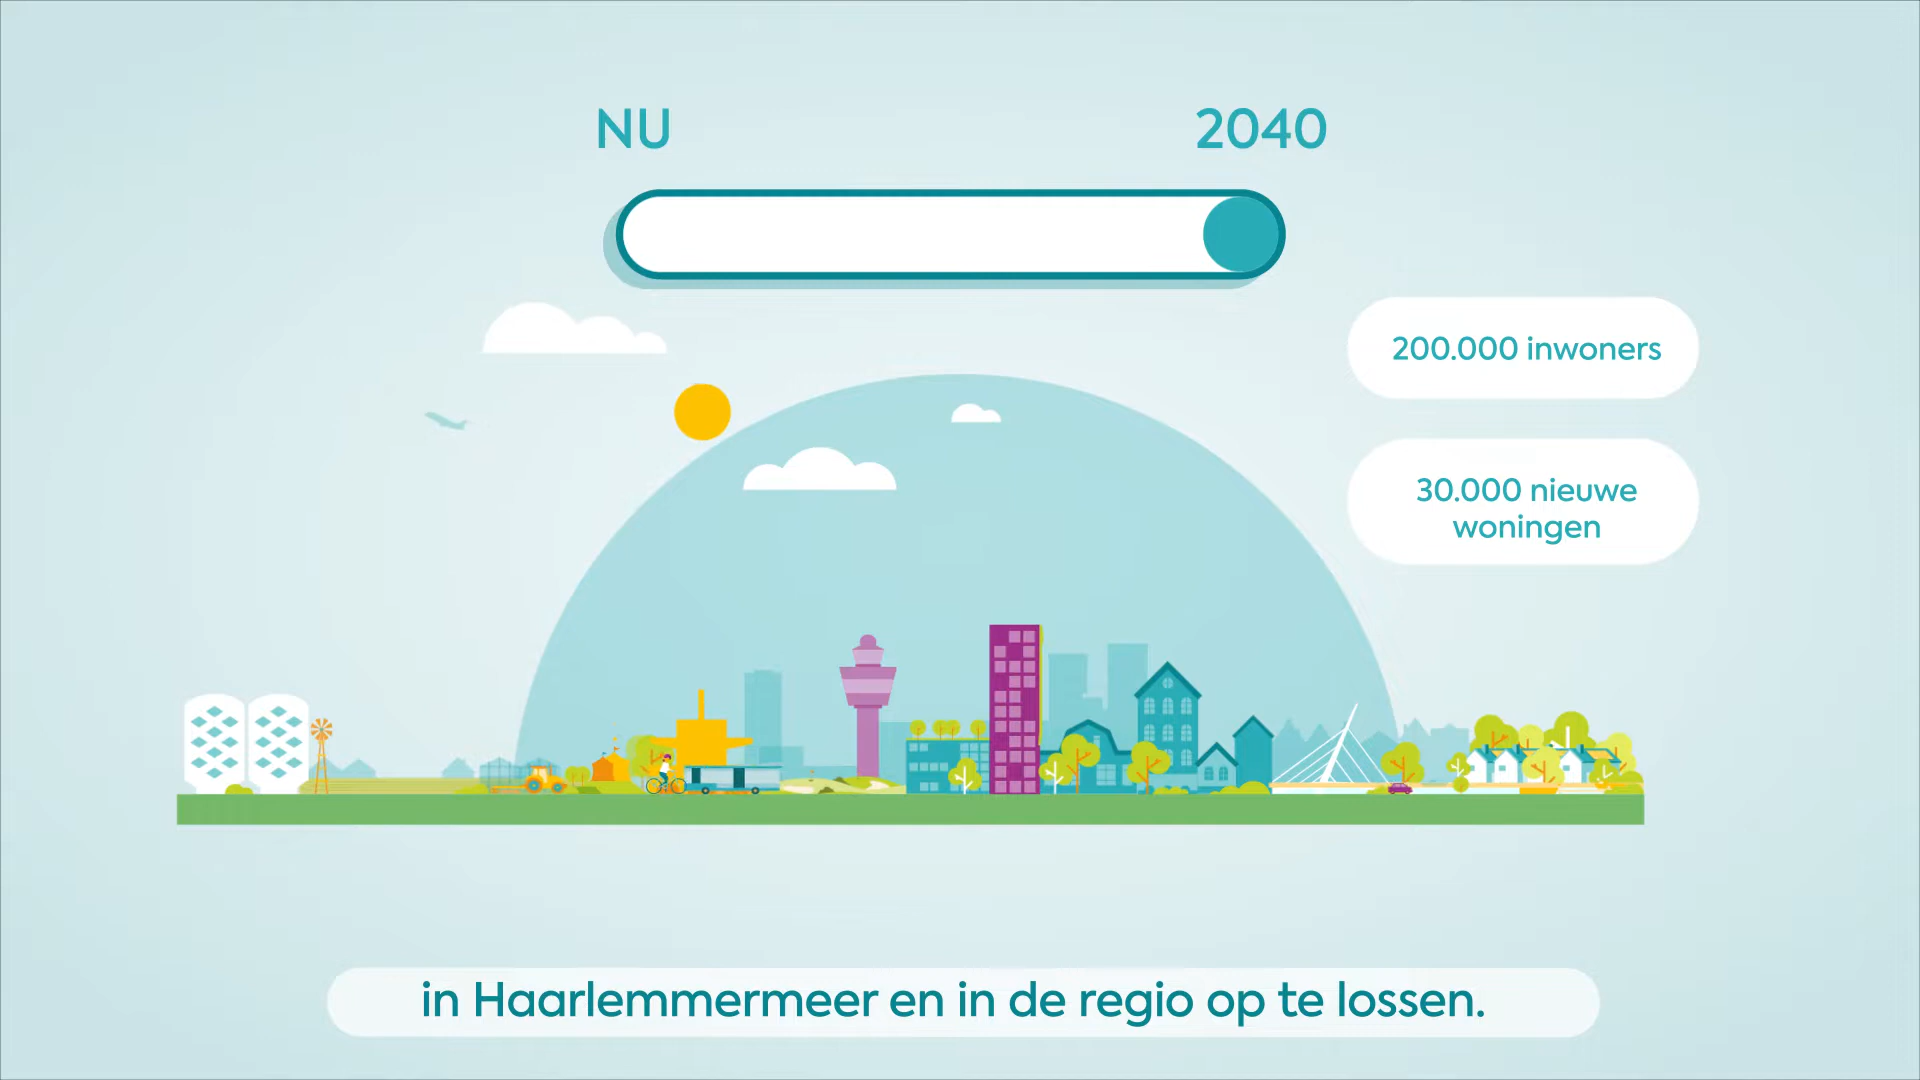 NU
2040
200.000 inwoners
30.000 nieuwe
woningen
in Haarlemmermeer en in de regio op te lossen.